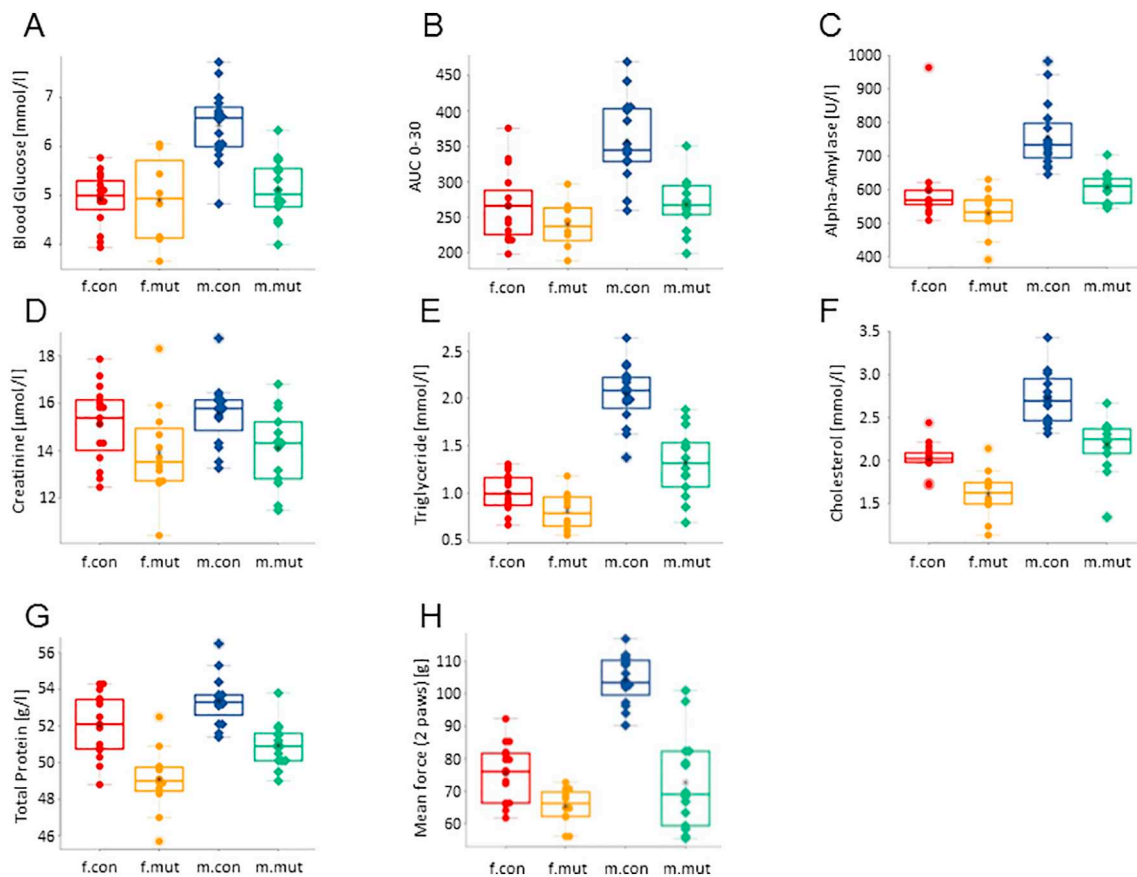 A
Blood Glucose [mmol/l]
7
6
5
4
f.con f.mut m.con m.mut
B
AUC 0-30
450
400
350
300
250
200
f.con f.mut m.con m.mut
C
Alpha-Amylase [U/l]
1000
900
800
700
600
500
400
f.con f.mut m.con m.mut
D
Creatinine [µmol/l]
18
16
14
12
f.con f.mut m.con m.mut
E
Triglyceride [mmol/l]
2.5
2.0
1.5
1.0
0.5
f.con f.mut m.con m.mut
F
Cholesterol [mmol/l]
3.5
3.0
2.5
2.0
1.5
f.con f.mut m.con m.mut
G
Total Protein [g/l]
56
54
52
50
48
46
f.con f.mut m.con m.mut
H
Mean force (2 paws) [g]
110
100
90
80
70
60
f.con f.mut m.con m.mut